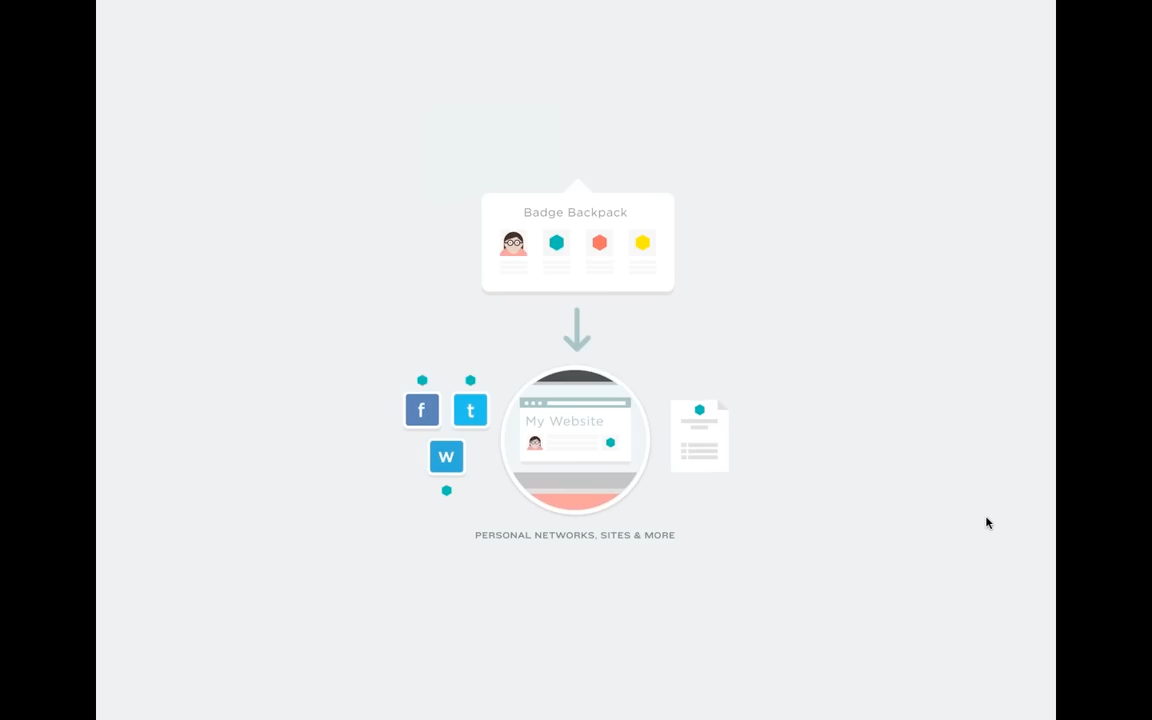 Badge Backpack
f t
My Website
w
PERSONAL NETWORKS, SITES & MORE